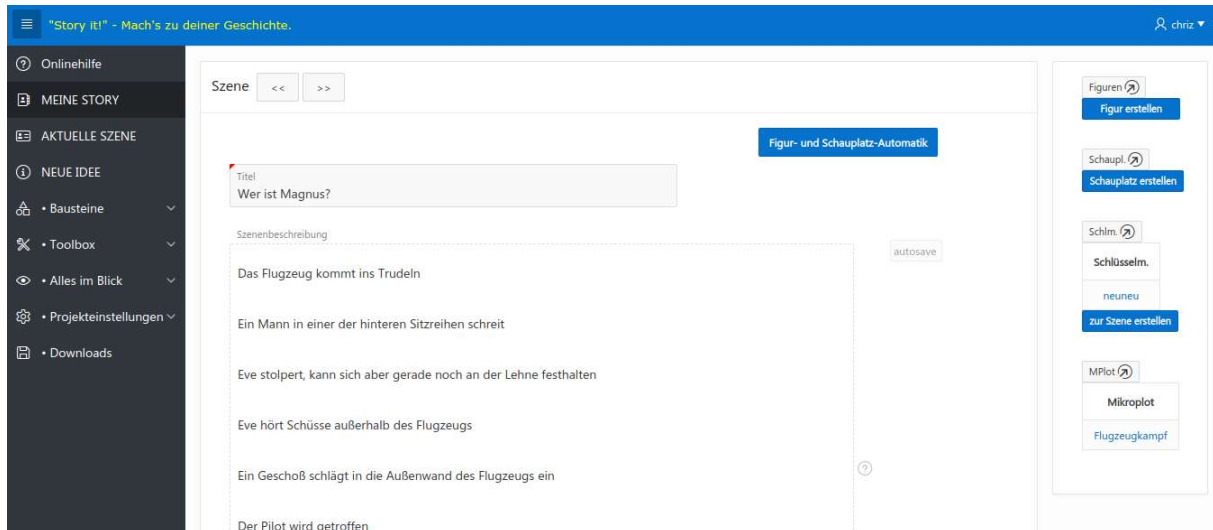 "Story it!" - Mach's zu deiner Geschichte.
chriz
Onlinehilfe
MEINE STORY
AKTUELLE SZENE
NEUE IDEE
• Bausteine
• Toolbox
• Alles im Blick
• Projekteinstellungen
• Downloads
Szene << >>
Figur- und Schauplatz-Automatik
Titel
Wer ist Magnus?
Szenenbeschreibung
autosave
Das Flugzeug kommt ins Trudeln
Ein Mann in einer der hinteren Sitzreihen schreit
Eve stolpert, kann sich aber gerade noch an der Lehne festhalten
Eve hört Schüsse außerhalb des Flugzeugs
Ein Geschoß schlägt in die Außenwand des Flugzeugs ein
Der Pilot wird getroffen
Figuren
Figur erstellen
Schaupl.
Schauplatz erstellen
Schlm.
Schlüsselm.
neuneu
zur Szene erstellen
MPlot
Mikroplot
Flugzeugkampf